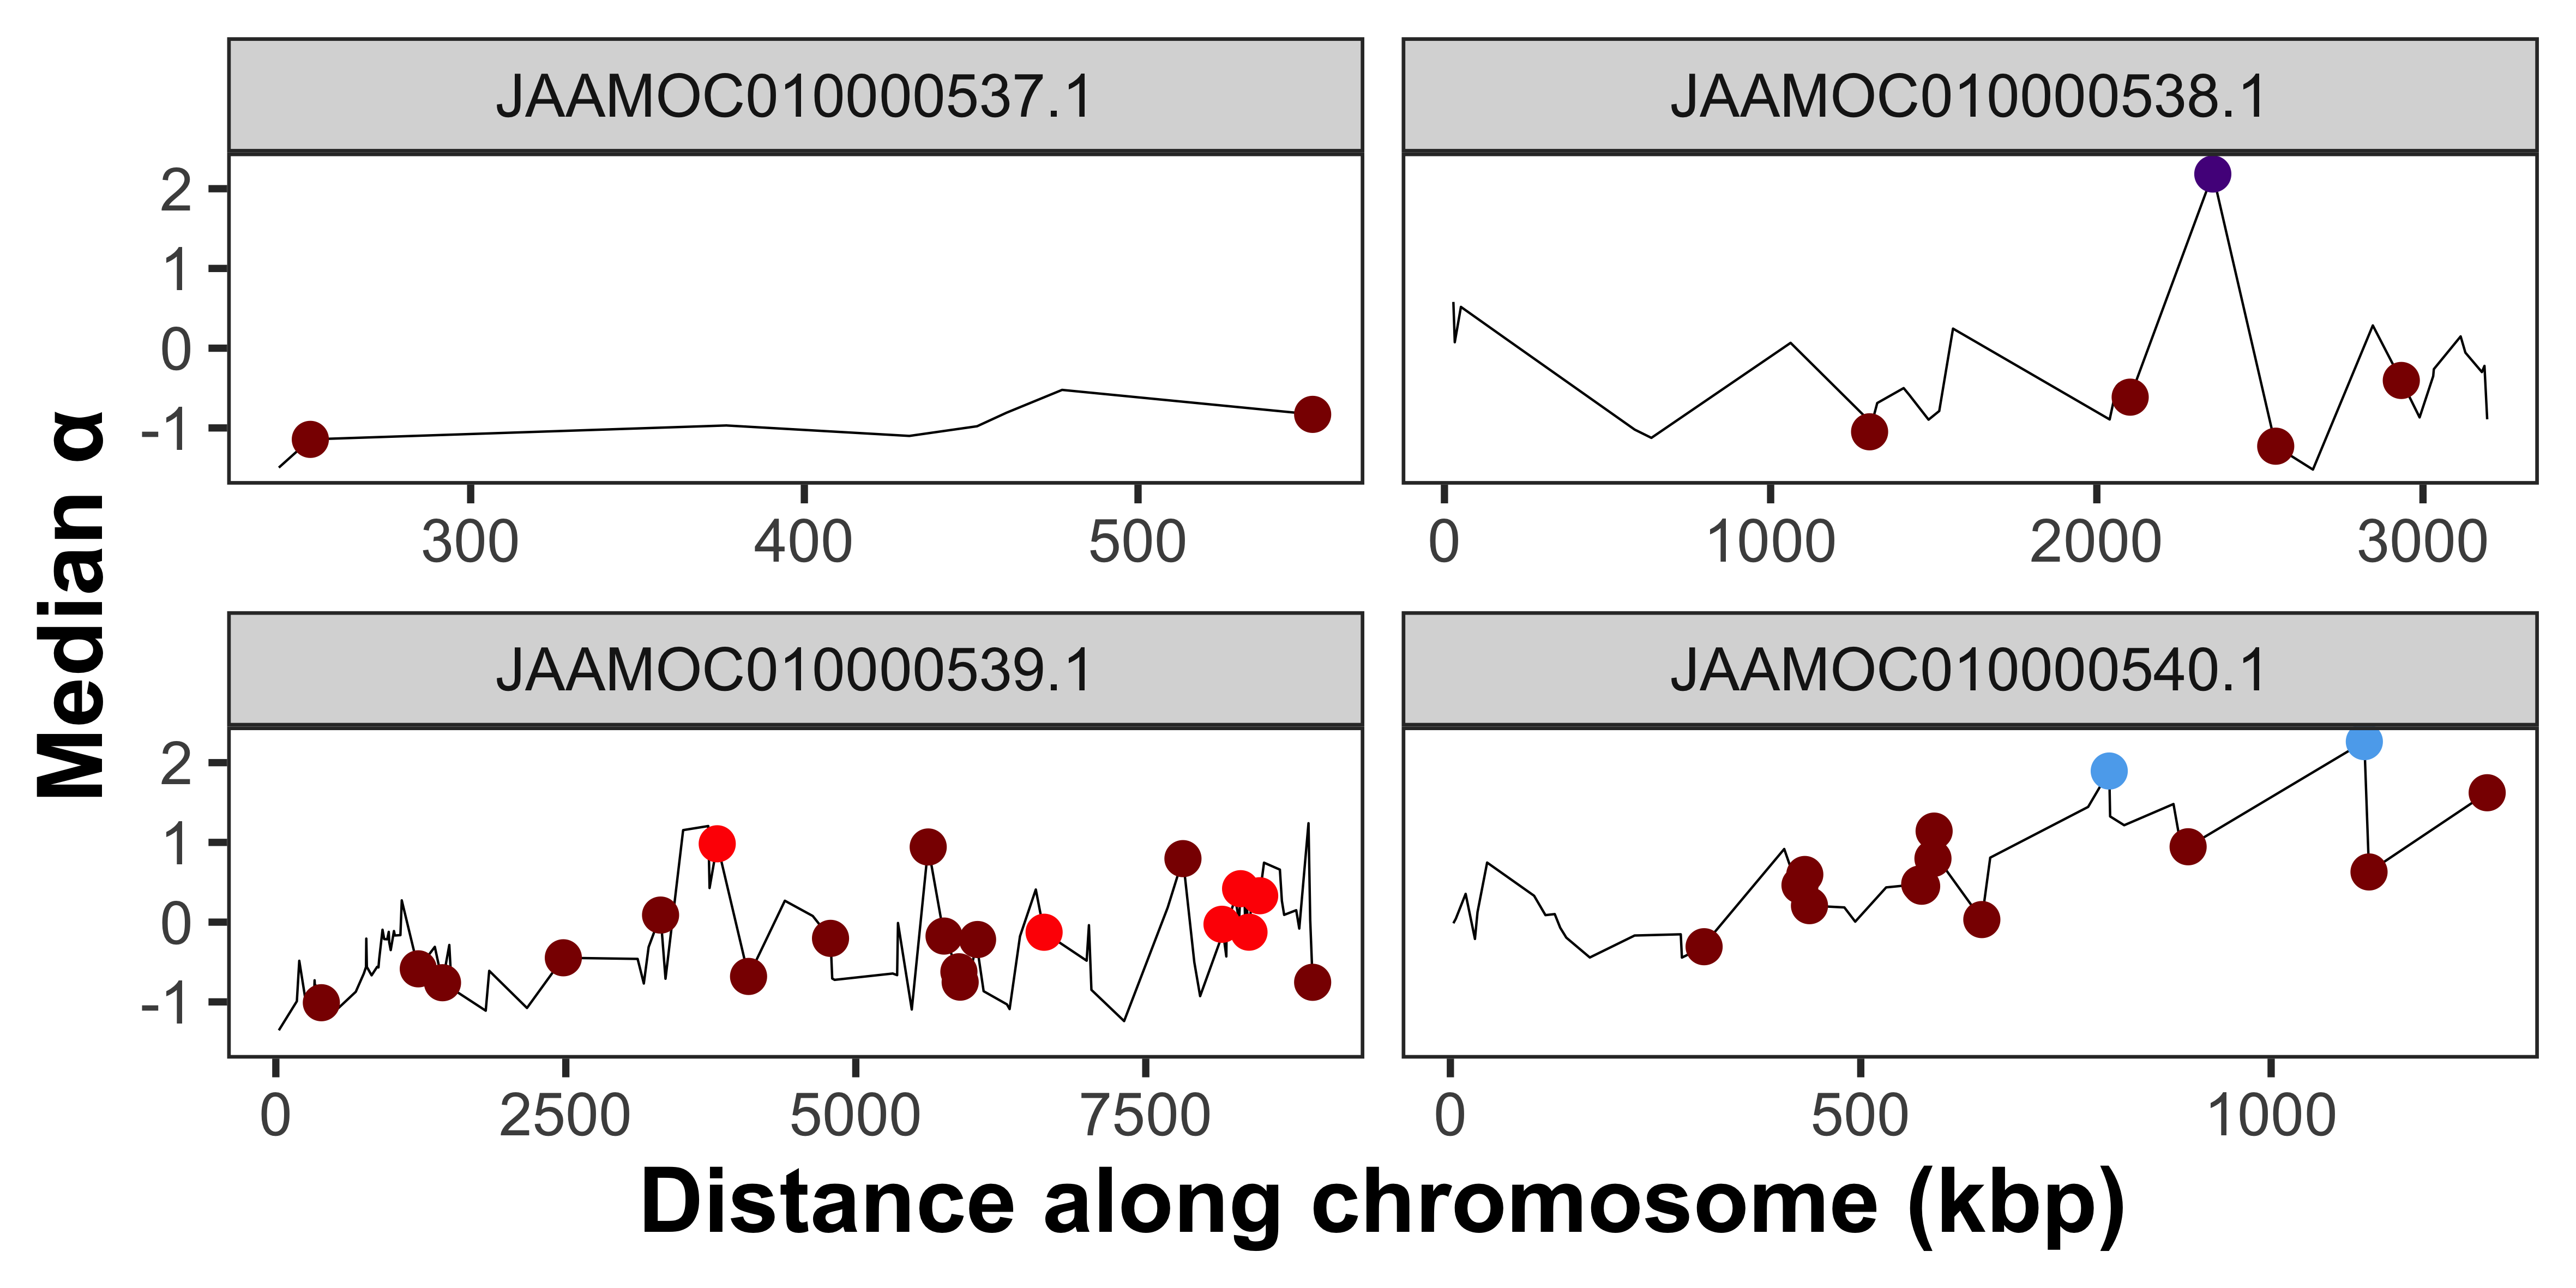 JAAMOC010000537.1
JAAMOC010000538.1
2
1
0
-1
300 400 500
0 1000 2000 3000
JAAMOC010000539.1
JAAMOC010000540.1
2
1
0
-1
0 2500 5000 7500
0 500 1000
Median α
Distance along chromosome (kbp)